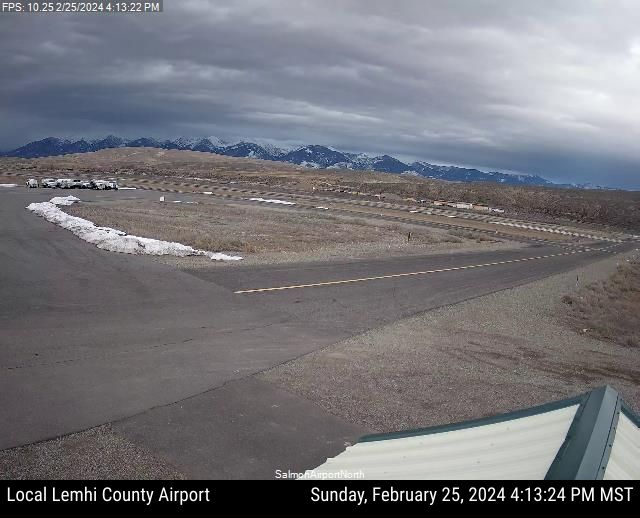 FPS: 10.25 2/25/2024 4:13:22 PM
SalmonAirportNorth
Local Lemhi County Airport Sunday, February 25, 2024 4:13:24 PM MST